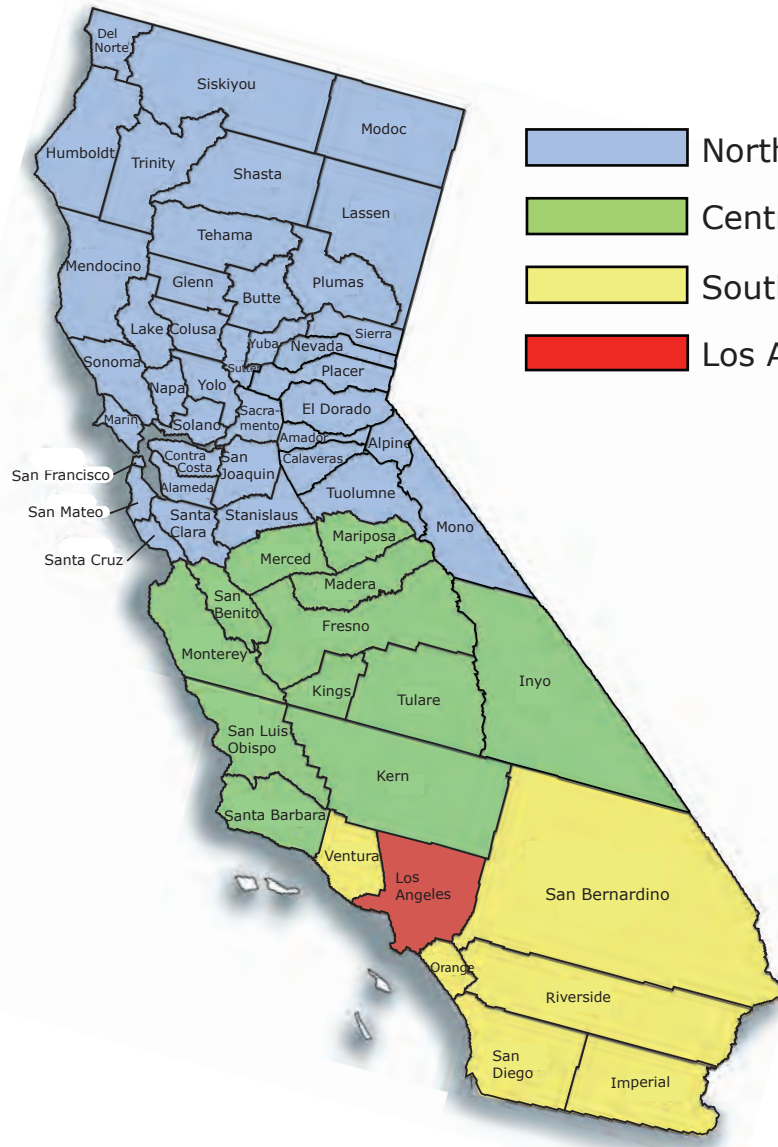 Del
Norte
Siskiyou
Modoc
North
Humboldt
Trinity
Shasta
Lassen
Central
Tehama
Mendocino
Glenn
Butte
Plumas
South
Lake
Colusa
Yuba
Nevada
Sierra
Sonoma
Sutter
Placer
Los A
Napa
Yolo
El Dorado
Marin
Solano
Sacra-
mento
Amador
Alpine
San Francisco
Contra
Costa
San
Joaquin
Calaveras
Alameda
Tuolumne
San Mateo
Santa
Clara
Stanislaus
Mono
Santa Cruz
Merced
Mariposa
Madera
San
Benito
Fresno
Monterey
Inyo
Kings
Tulare
San Luis
Obispo
Kern
Santa Barbara
Ventura
Los
Angeles
San Bernardino
Orange
Riverside
San
Diego
Imperial